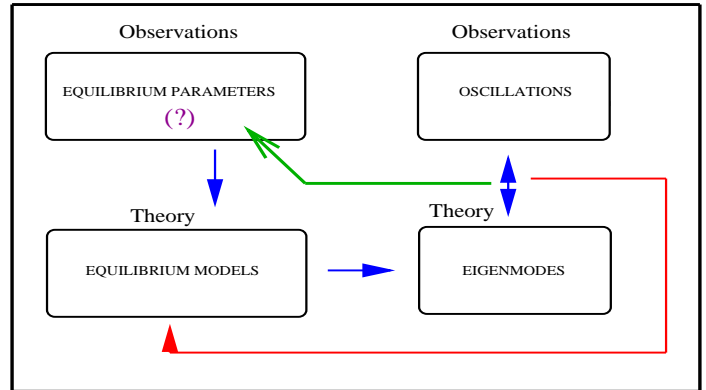 Observations
Observations
EQUILIBRIUM PARAMETERS
(?)
OSCILLATIONS
Theory
Theory
EQUILIBRIUM MODELS
EIGENMODES